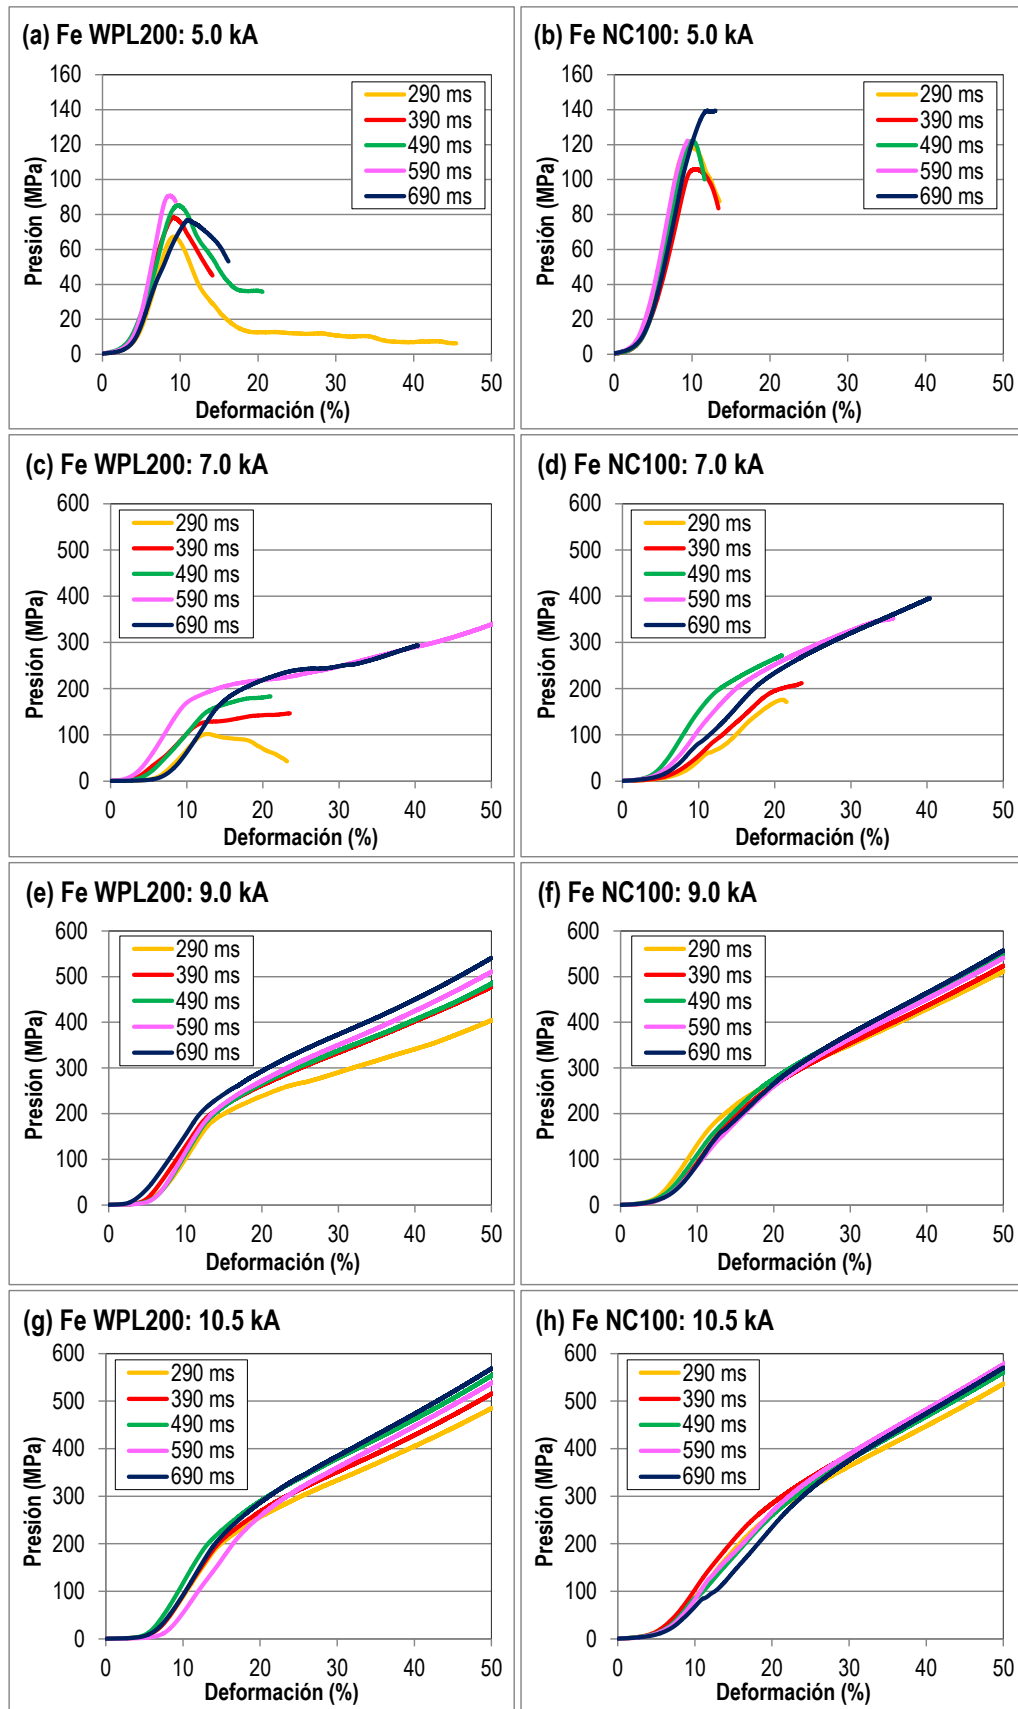 (a) Fe WPL200: 5.0 kA
Presión (MPa)
160
140
120
100
80
60
40
20
0
290 ms
390 ms
490 ms
590 ms
690 ms
0 10 20 30 40 50
Deformación (%)
(b) Fe NC100: 5.0 kA
Presión (MPa)
160
140
120
100
80
60
40
20
0
290 ms
390 ms
490 ms
590 ms
690 ms
0 10 20 30 40 50
Deformación (%)
(c) Fe WPL200: 7.0 kA
Presión (MPa)
600
500
400
300
200
100
0
290 ms
390 ms
490 ms
590 ms
690 ms
0 10 20 30 40 50
Deformación (%)
(d) Fe NC100: 7.0 kA
Presión (MPa)
600
500
400
300
200
100
0
290 ms
390 ms
490 ms
590 ms
690 ms
0 10 20 30 40 50
Deformación (%)
(e) Fe WPL200: 9.0 kA
Presión (MPa)
600
500
400
300
200
100
0
290 ms
390 ms
490 ms
590 ms
690 ms
0 10 20 30 40 50
Deformación (%)
(f) Fe NC100: 9.0 kA
Presión (MPa)
600
500
400
300
200
100
0
290 ms
390 ms
490 ms
590 ms
690 ms
0 10 20 30 40 50
Deformación (%)
(g) Fe WPL200: 10.5 kA
Presión (MPa)
600
500
400
300
200
100
0
290 ms
390 ms
490 ms
590 ms
690 ms
0 10 20 30 40 50
Deformación (%)
(h) Fe NC100: 10.5 kA
Presión (MPa)
600
500
400
300
200
100
0
290 ms
390 ms
490 ms
590 ms
690 ms
0 10 20 30 40 50
Deformación (%)